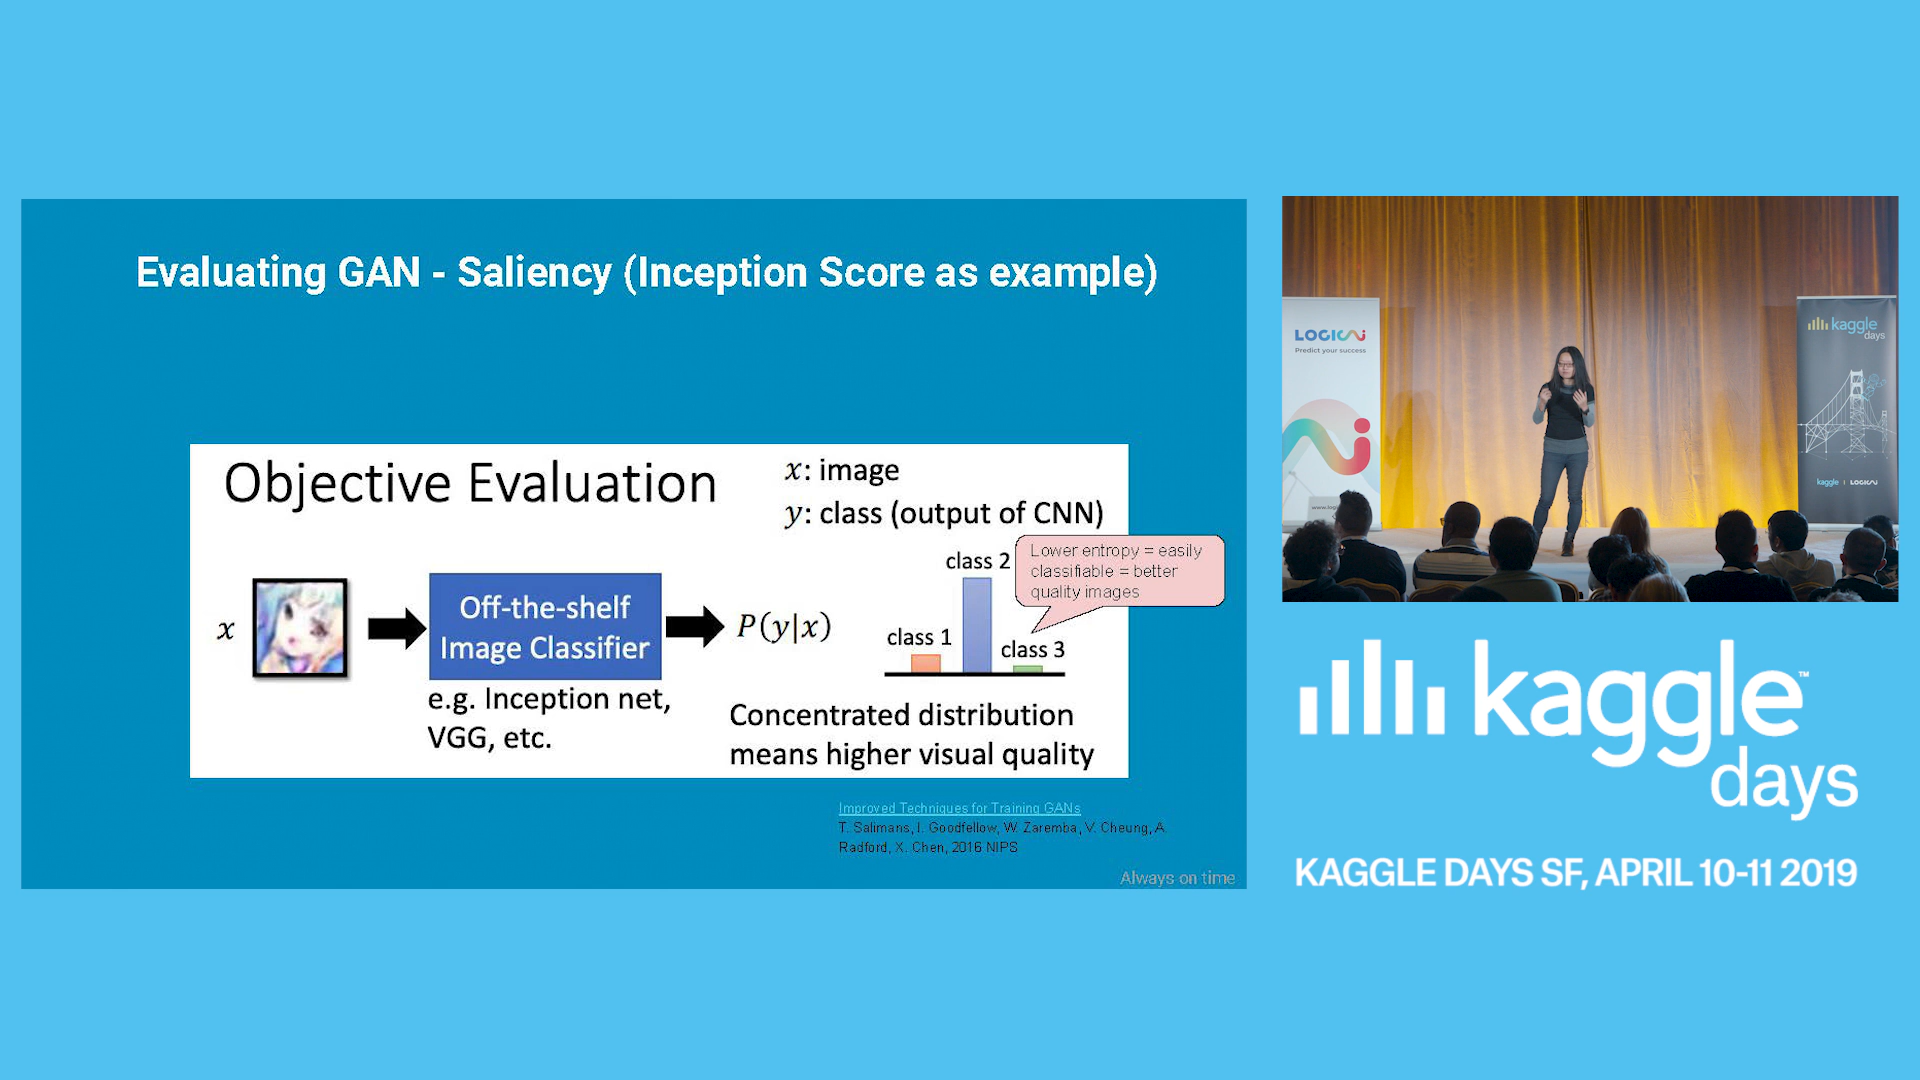 Evaluating GAN - Saliency (Inception Score as example)
Objective Evaluation
x: image
y: class (output of CNN)
Lower entropy = easily
classifiable = better
quality images
class 2
class 1
class 3
x
Off-the-shelf
Image Classifier
P(y|x)
e.g. Inception net,
VGG, etc.
Concentrated distribution
means higher visual quality
Improved Techniques for Training GANs
T. Salimans, I. Goodfellow, W. Zaremba, V. Cheung, A.
Radford, X. Chen, 2016 NIPS
Always on time
LOGICAI
Predict your success
kaggle
days
kaggle | LOGICAI
kaggle™
days
KAGGLE DAYS SF, APRIL 10-11 2019